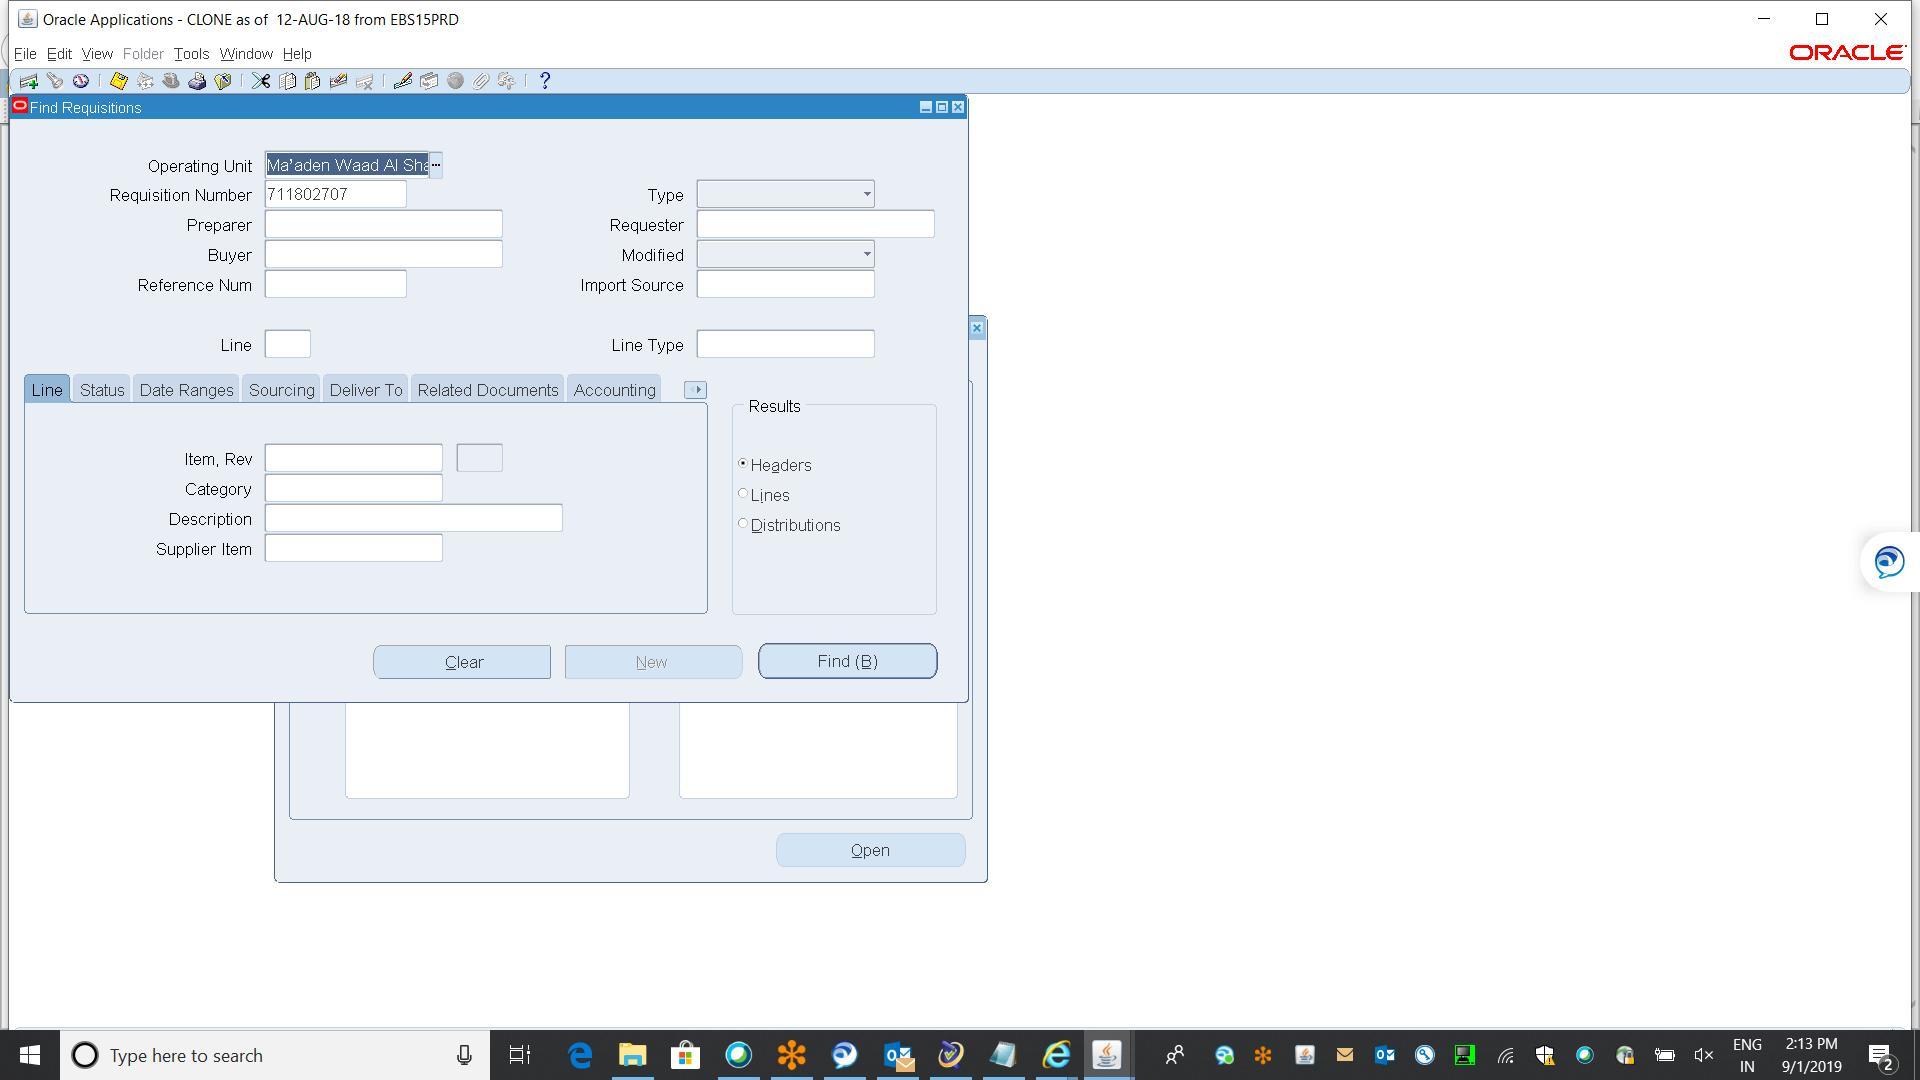 Oracle Applications - CLONE as of 12-AUG-18 from EBS15PRD
File Edit View Folder Tools Window Help
ORACLE
Find Requisitions
Operating Unit Ma'aden Waad Al Sha
Requisition Number 711802707 Type
Preparer Requester
Buyer Modified
Reference Num Import Source
Line Line Type
Line Status Date Ranges Sourcing Deliver To Related Documents Accounting
Results
Item, Rev
Headers
Category
Lines
Description
Distributions
Supplier Item
Clear New Find (B)
Open
Type here to search
ENG 2:13 PM
IN 9/1/2019
2